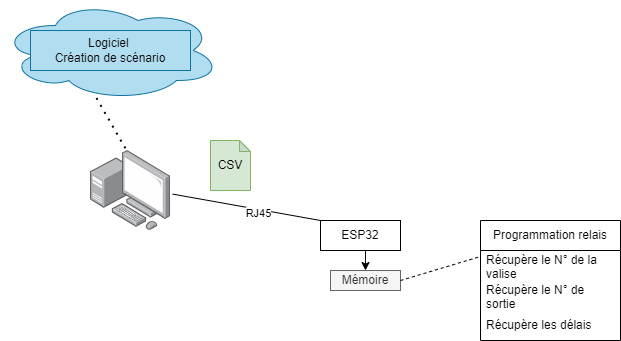 Logiciel
Création de scénario
CSV
RJ45
ESP32
Mémoire
Programmation relais
Récupère le N° de la
valise
Récupère le N° de
sortie
Récupère les délais